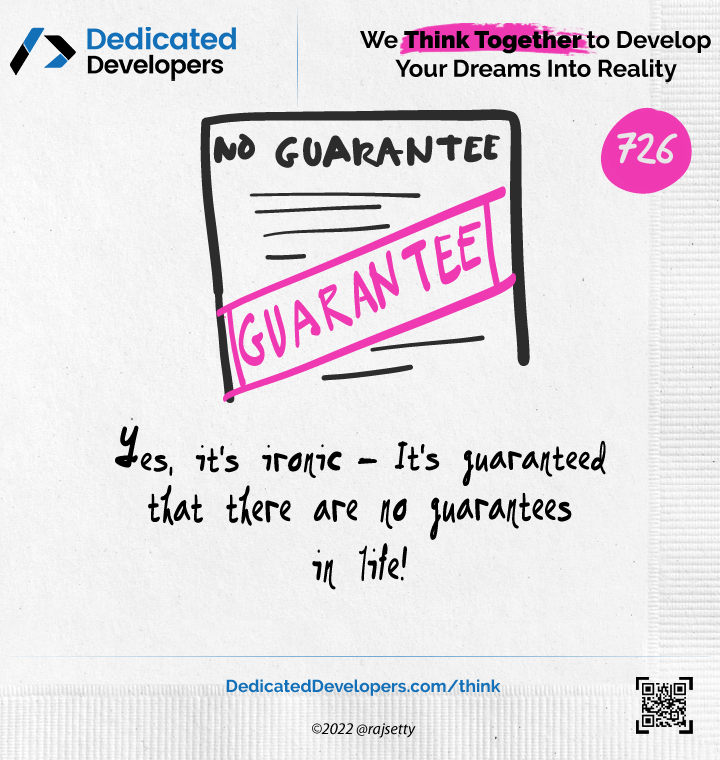 Dedicated
Developers
We Think Together to Develop
Your Dreams Into Reality
726
NO GUARANTEE
GUARANTEE
Yes, it's ironic – It's guaranteed
that there are no guarantees
in life!
DedicatedDevelopers.com/think
©2022 @rajsetty